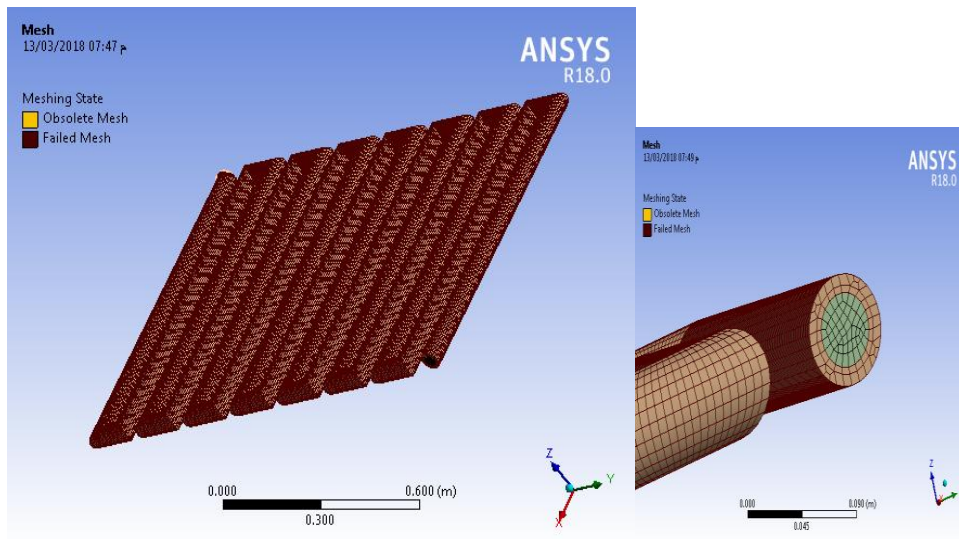 Mesh
13/03/2018 07:47 م
ANSYS
R18.0
Meshing State
Obsolete Mesh
Failed Mesh
Z
Y
X
0.000
0.600 (m)
0.300
Mesh
13/03/2018 07:49 م
ANSYS
R18.0
Meshing State
Obsolete Mesh
Failed Mesh
Z
0.000
0.090 (m)
0.045